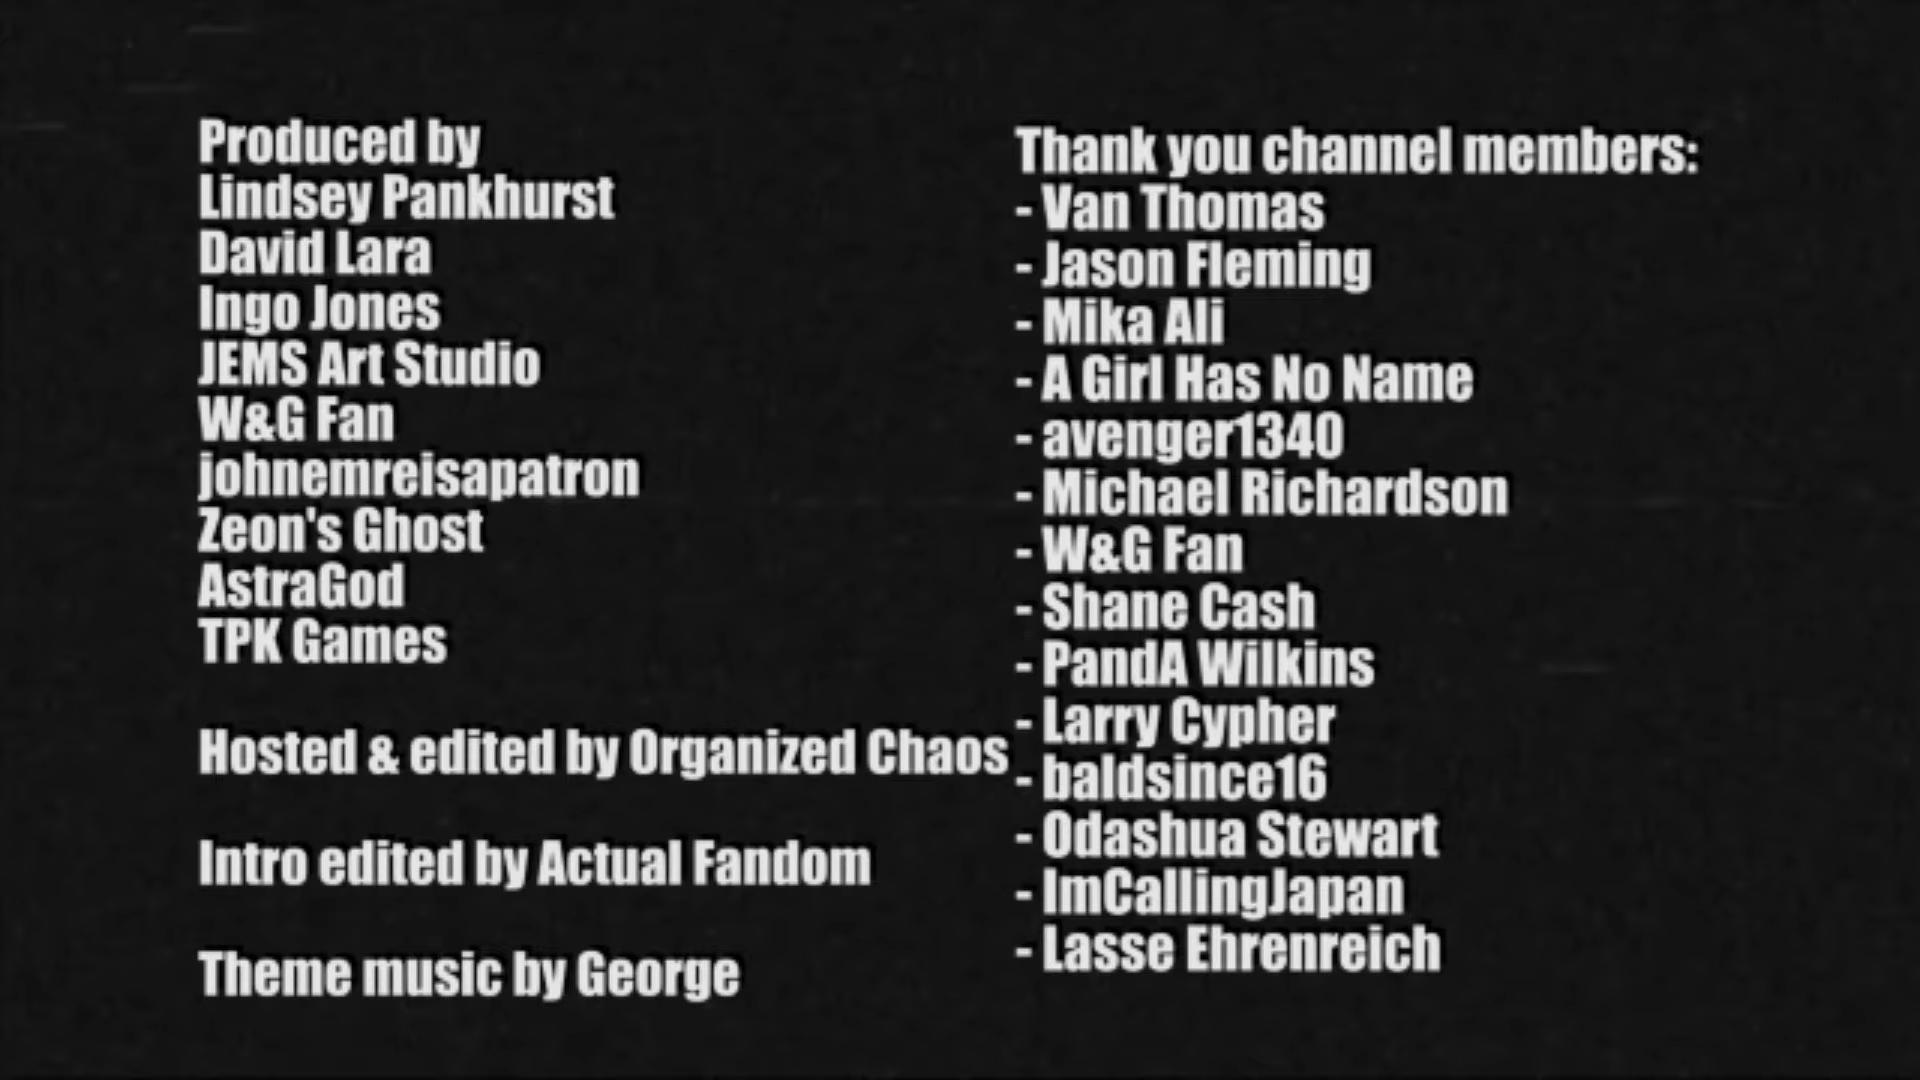 Produced by
Lindsey Pankhurst
David Lara
Ingo Jones
JEMS Art Studio
W&G Fan
johnemreisapatron
Zeon's Ghost
AstraGod
TPK Games
Hosted & edited by Organized Chaos
Intro edited by Actual Fandom
Theme music by George
Thank you channel members:
- Van Thomas
- Jason Fleming
- Mika Ali
- A Girl Has No Name
- avenger1340
- Michael Richardson
- W&G Fan
- Shane Cash
- PandA Wilkins
- Larry Cypher
- baldsince16
- Odashua Stewart
- ImCallingJapan
- Lasse Ehrenreich